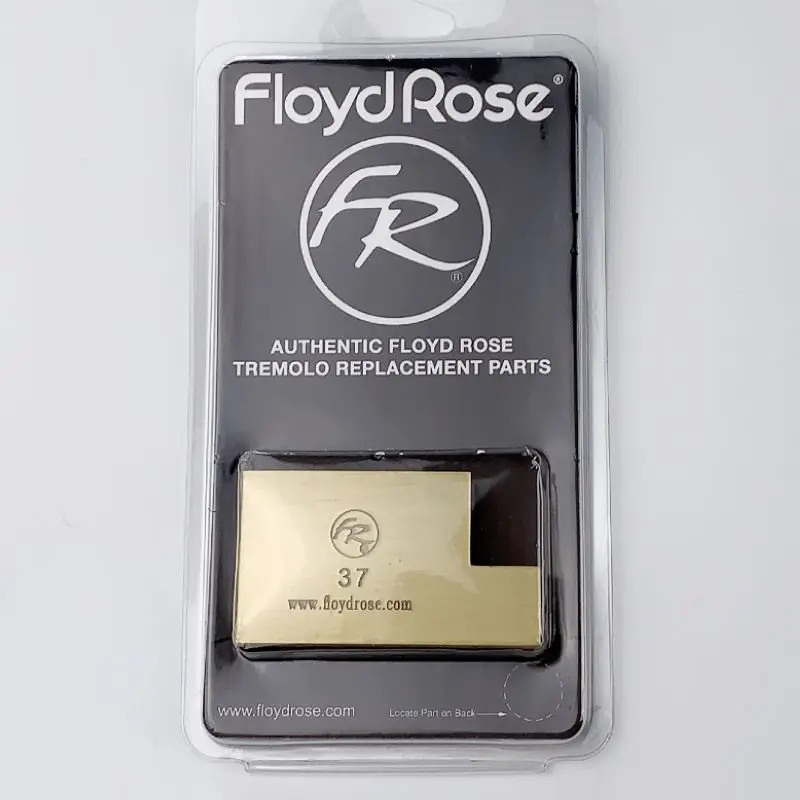 FloydRose®
FR®
AUTHENTIC FLOYD ROSE
TREMOLO REPLACEMENT PARTS
FR
37
www.floydrose.com
www.floydrose.com
Locate Part on Back